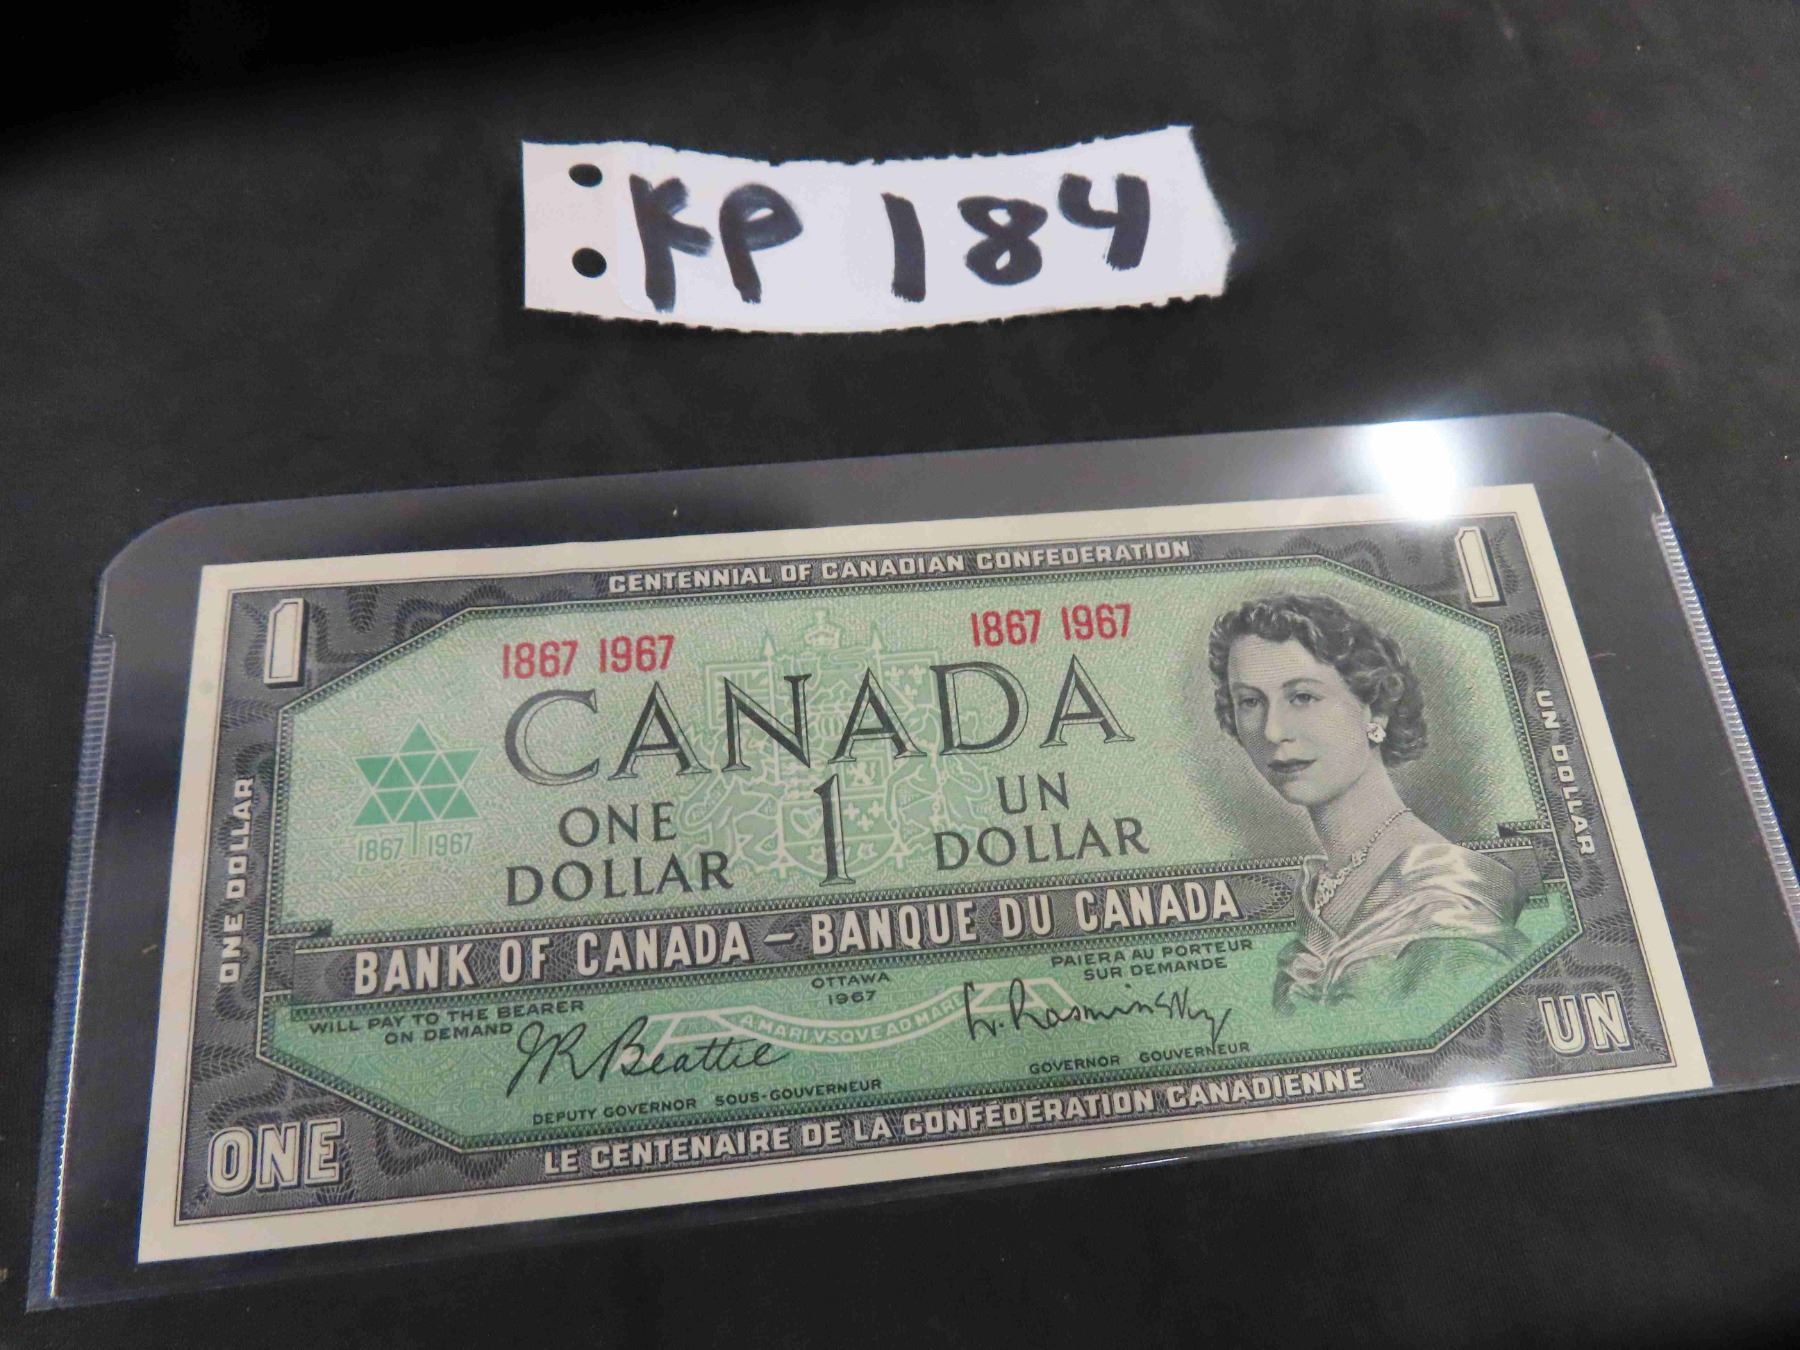 KP 184
CENTENNIAL OF CANADIAN CONFEDERATION
1
1
1867 1967
1867 1967
CANADA
1867 1967
ONE DOLLAR
1
UN DOLLAR
ONE DOLLAR
UN DOLLAR
BANK OF CANADA – BANQUE DU CANADA
WILL PAY TO THE BEARER
ON DEMAND
OTTAWA
1967
PAIERA AU PORTEUR
SUR DEMANDE
A MARI VSQVE AD MARE
JRBeattie
L. Rasminsky
DEPUTY GOVERNOR SOUS-GOUVERNEUR
GOVERNOR GOUVERNEUR
ONE
UN
LE CENTENAIRE DE LA CONFÉDÉRATION CANADIENNE